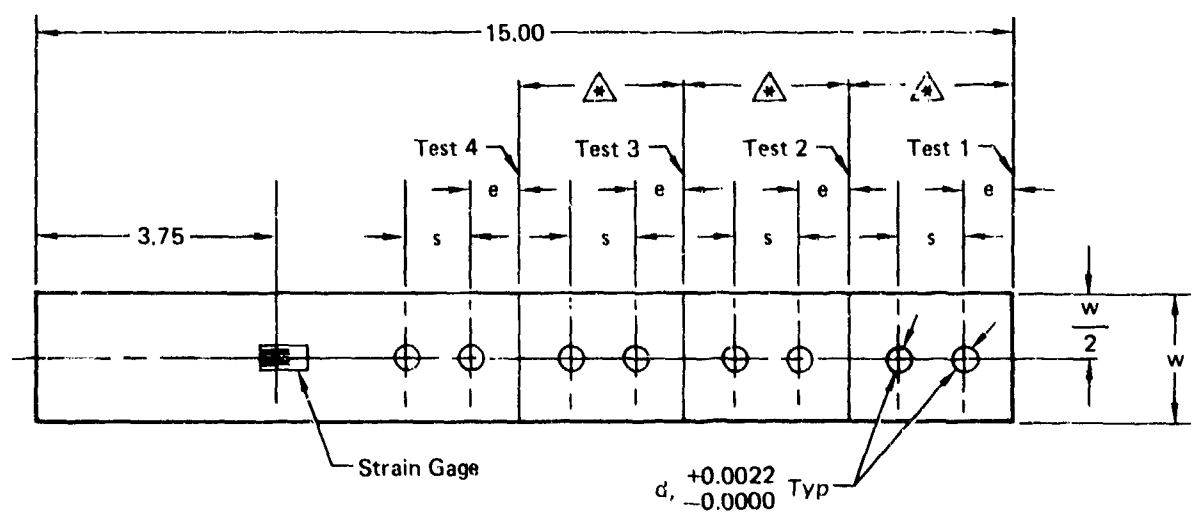 15.00
* * *
Test 4 Test 3 Test 2 Test 1
e e e e
3.75 s s s s
w
2
w
Strain Gage
d, +0.0022 Typ
−0.0000